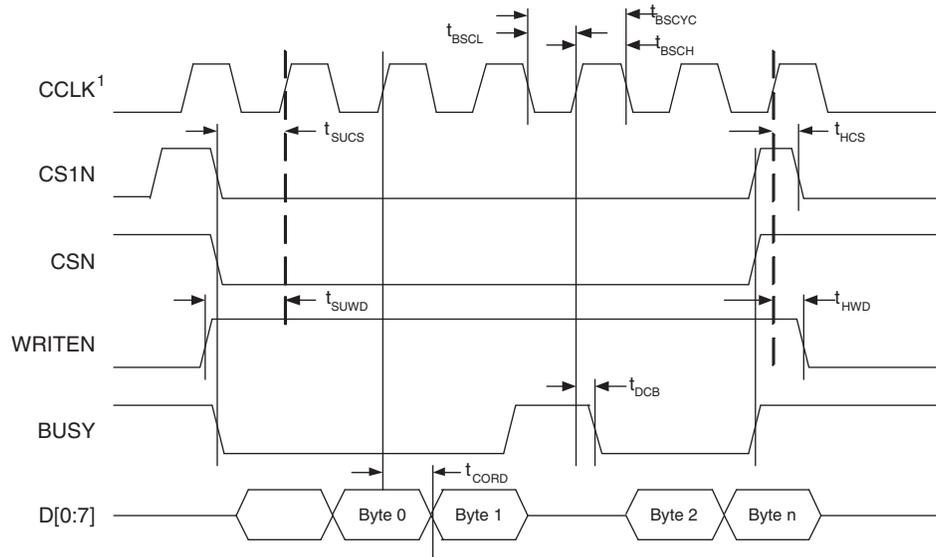 tBSCYC
tBSCL
tBSCH
CCLK1
tSUCS
tHCS
CS1N
CSN
tSUWD
tHWD
WRITEN
tDCB
BUSY
tCORD
D[0:7]
Byte 0
Byte 1
Byte 2
Byte n